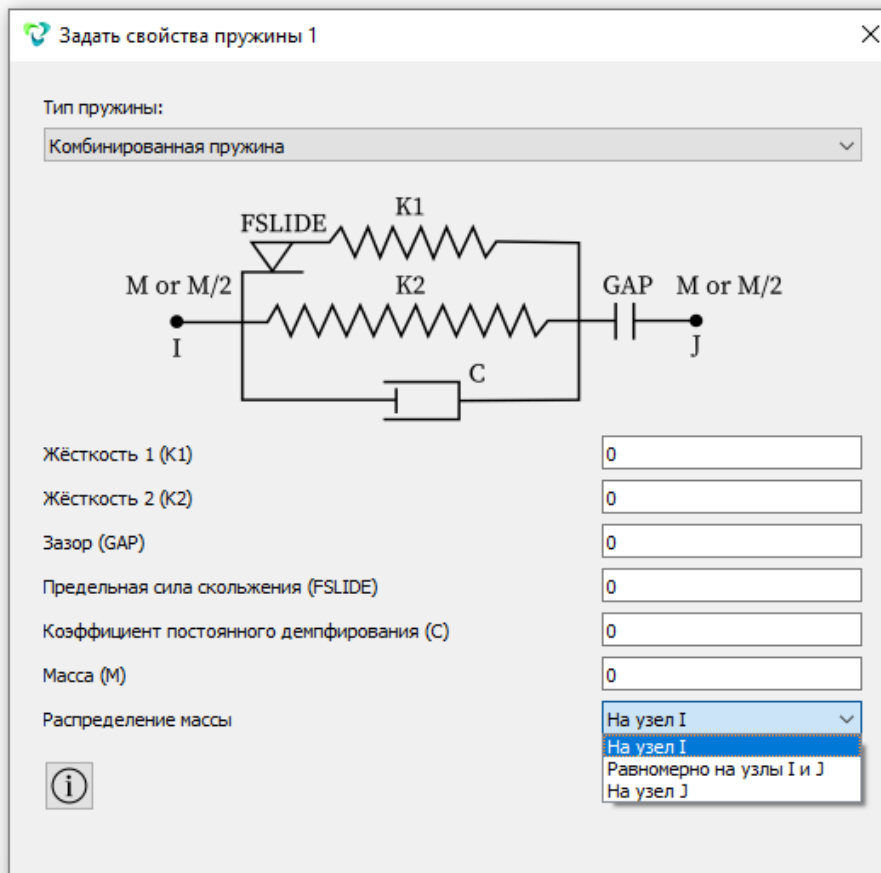 Задать свойства пружины 1
Тип пружины:
Комбинированная пружина
K1
FSLIDE
M or M/2
K2
GAP
M or M/2
I
J
C
Жёсткость 1 (K1)
0
Жёсткость 2 (K2)
0
Зазор (GAP)
0
Предельная сила скольжения (FSLIDE)
0
Коэффициент постоянного демпфирования (C)
0
Масса (M)
0
Распределение массы
На узел I
На узел I
Равномерно на узлы I и J
На узел J
i